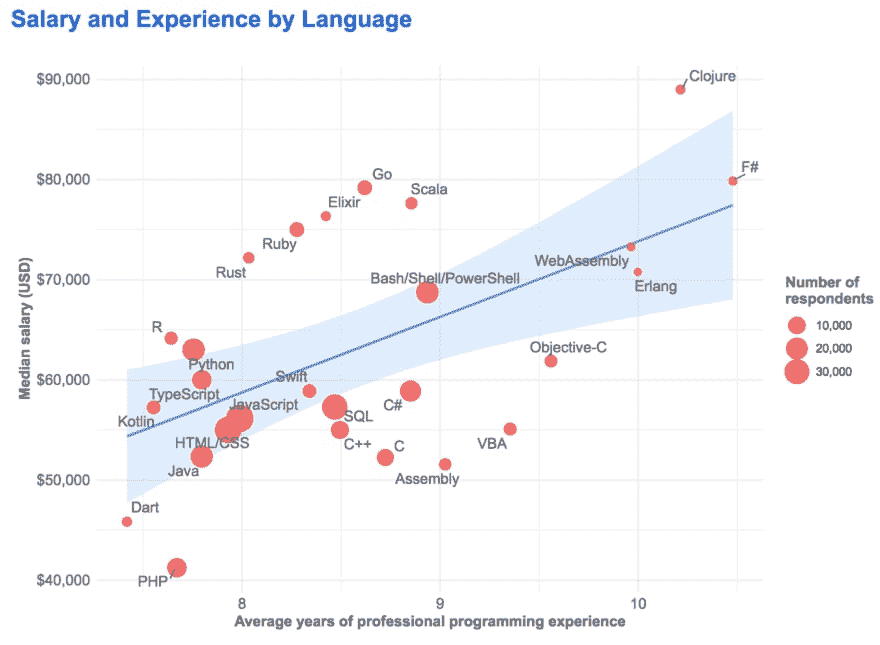 Salary and Experience by Language
$90,000
$80,000
$70,000
$60,000
$50,000
$40,000
Median salary (USD)
Clojure
F#
Go
Scala
Elixir
Ruby
Rust
WebAssembly
Bash/Shell/PowerShell
Erlang
R
Python
Objective-C
Swift
TypeScript
JavaScript
C#
Kotlin
SQL
HTML/CSS
C++
C
VBA
Java
Assembly
Dart
PHP
8
9
10
Average years of professional programming experience
Number of
respondents
10,000
20,000
30,000